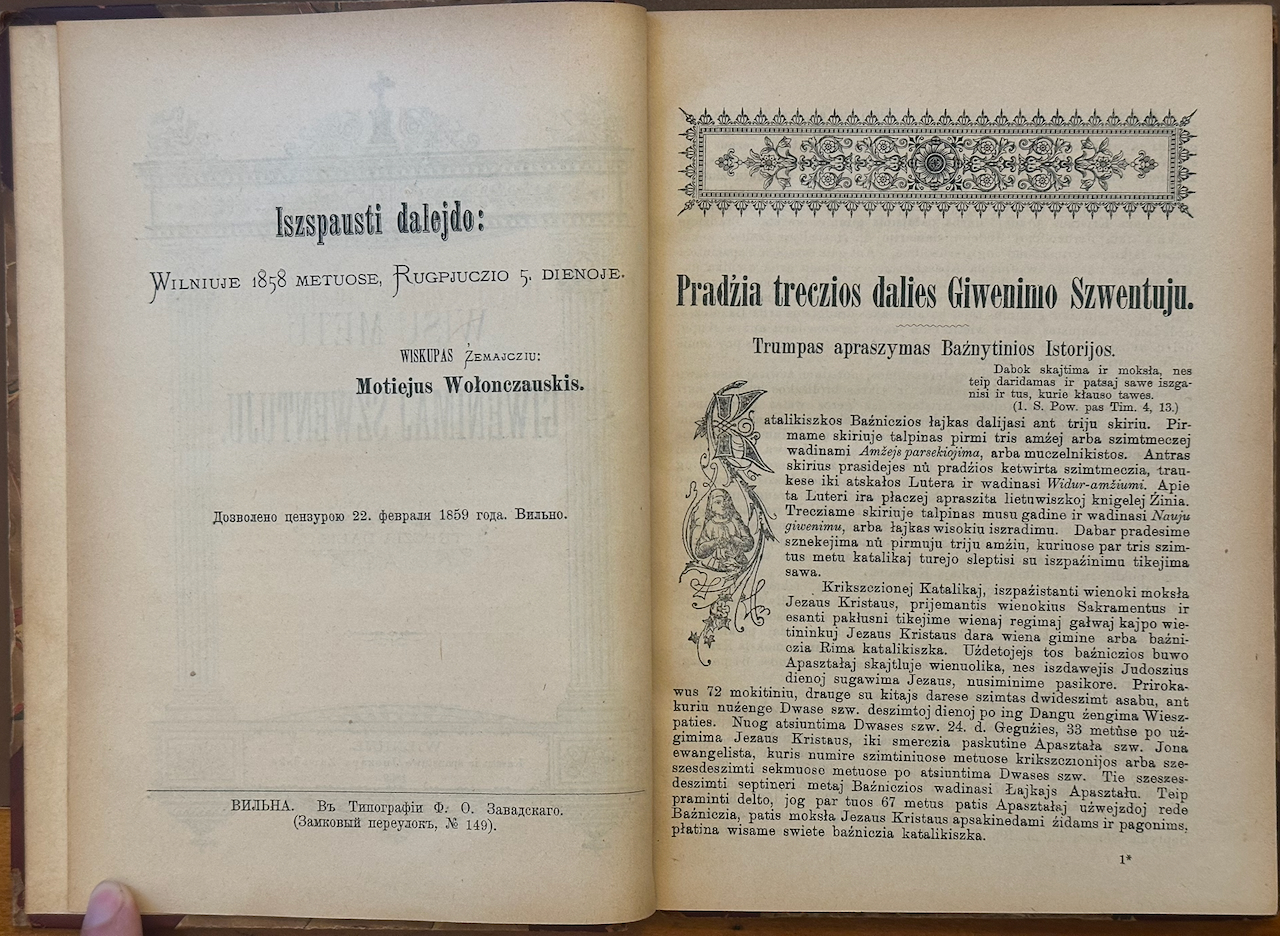 Iszspausti dalejdo:
Wilniuje 1858 metuose, Rugpjuczio 5. dienoje.
Wiskupas Żemajcziu:
Motiejus Wołonczauskis.
Дозволено цензурою 22. февраля 1859 года. Вильно.
ВИЛЬНА. Въ Типографіи Ф. О. Завадскаго.
(Замковый переулокъ, № 149).
Pradźia treczios dalies Giwenimo Szwentuju.
Trumpas apraszymas Baźnytinios Istorijos.
Dabok skajtima ir moksła, nes
teip daridamas ir patsaj sawe iszga-
nisi ir tus, kurie kłauso tawes.
(1. S. Pow. pas Tim. 4, 13.)
Katalikiszkos Baźniczios łajkas dalijasi ant triju skiriu. Pir-
mame skiriuje talpinas pirmi tris amźej arba szimtmeczej
wadinami Amżejs parsekiojima, arba muczelnikistos. Antras
skirius prasidejes nů pradźios ketwirta szimtmeczia, trau-
kese iki atskałos Lutera ir wadinasi Widur-amżiumi. Apie
ta Luteri ira płaczej apraszita lietuwiszkoj knigelej Źinia.
Trecziame skiriuje talpinas musu gadine ir wadinasi Nauju
giwenimu, arba łajkas wisokiu iszradimu. Dabar pradesime
sznekejima nů pirmuju triju amźiu, kuriuose par tris szim-
tus metu katalikaj turejo sleptisi su iszpaźinimu tikejima
sawa.
Krikszczionej Katalikaj, iszpaźistanti wienoki moksła
Jezaus Kristaus, prijemantis wienokius Sakramentus ir
esanti pakłusni tikejime wienaj regimaj gałwaj kajpo wie-
tininkuj Jezaus Kristaus dara wiena gimine arba baźni-
czia Rima katalikiszka. Uźdetojejs tos baźniczios buwo
Apaształaj skajtluje wienuolika, nes iszdawejis Judoszius
dienoj sugawima Jezaus, nusiminime pasikore. Priroka-
wus 72 mokitiniu, drauge su kitajs darese szimtas dwideszimt asabu, ant
kuriu nuźenge Dwase szw. deszimtoj dienoj po ing Dangu źengima Wiesz-
paties. Nuog atsiuntima Dwases szw. 24. d. Geguźies, 33 metůse po uź-
gimima Jezaus Kristaus, iki smerczia paskutine Apaształa szw. Jona
ewangelista, kuris numire szimtiniuose metuose krikszczionijos arba sze-
szesdeszimti sekmuose metuose po atsiuntima Dwases szw. Tie szeszes-
deszimti septineri metaj Baźniczios wadinasi Łajkajs Apaształu. Teip
praminti delto, jog par tuos 67 metus patis Apaształaj uźwejzdoj rede
Baźniczia, patis moksła Jezaus Kristaus apsakinedami źidams ir pagonims,
płatina wisame swiete baźniczia katalikiszka.
1*